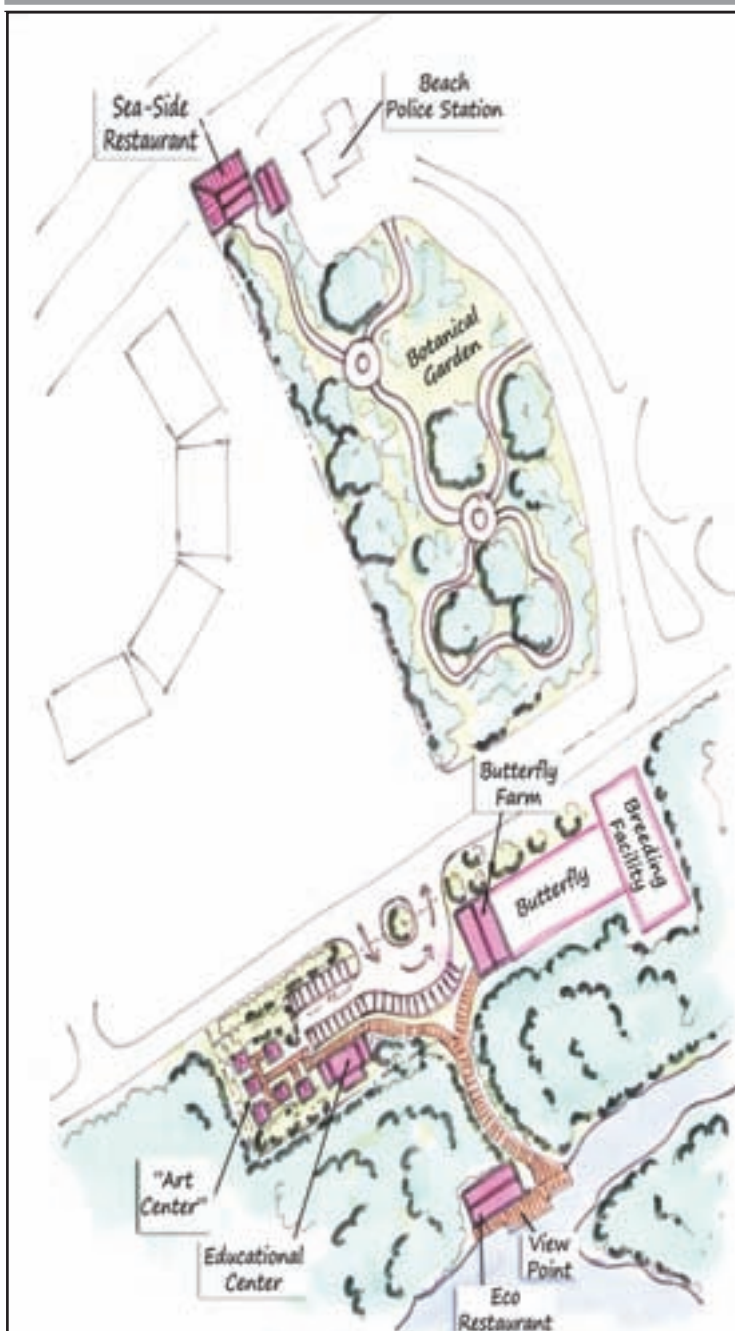 Sea-Side
Restaurant
Beach
Police Station
Botanical
Garden
Butterfly
Farm
Butterfly
Breeding
Facility
"Art
Center"
Educational
Center
View
Point
Eco
Restaurant